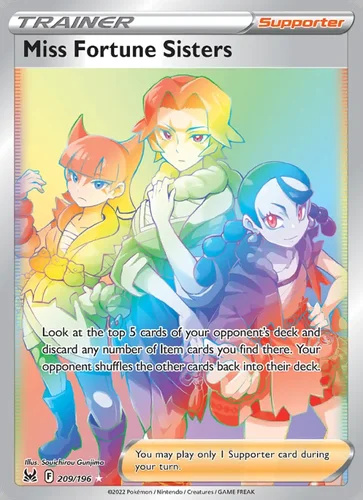 TRAINER Supporter
Miss Fortune Sisters
Look at the top 5 cards of your opponent's deck and
discard any number of Item cards you find there. Your
opponent shuffles the other cards back into their deck.
Illus. Souichirou Gunjima
You may play only 1 Supporter card during
your turn.
F 209/196
©2022 Pokémon / Nintendo / Creatures / GAME FREAK